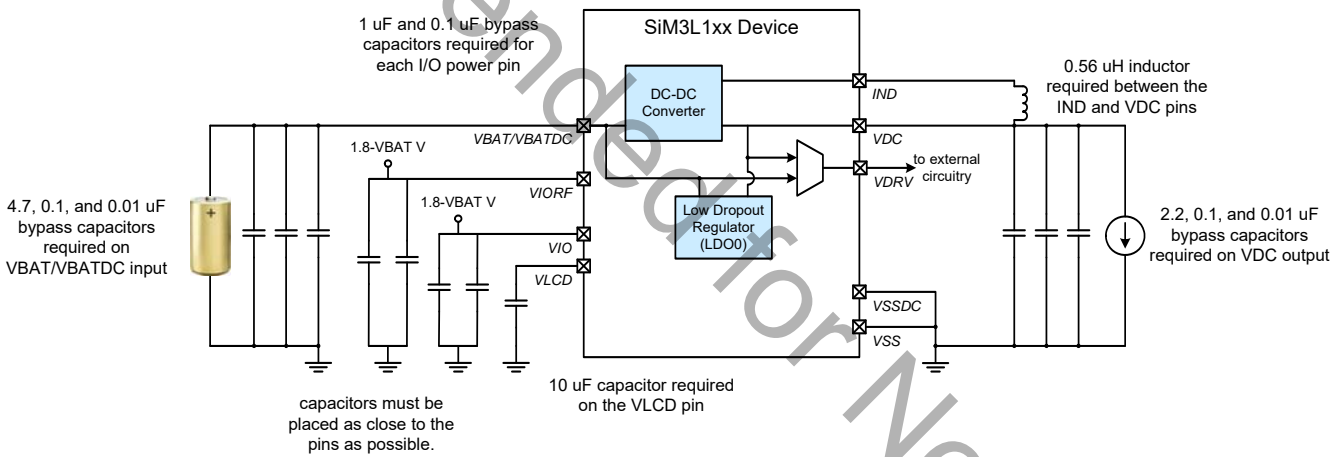 1 uF and 0.1 uF bypass
capacitors required for
each I/O power pin
SiM3L1xx Device
DC-DC
Converter
IND
0.56 uH inductor
required between the
IND and VDC pins
VBAT/VBATDC
VDC
1.8-VBAT V
VIORF
VDRV
to external
circuitry
1.8-VBAT V
VIO
VLCD
Low Dropout
Regulator
(LDO0)
4.7, 0.1, and 0.01 uF
bypass capacitors
required on
VBAT/VBATDC input
+
2.2, 0.1, and 0.01 uF
bypass capacitors
required on VDC output
VSSDC
VSS
10 uF capacitor required
on the VLCD pin
capacitors must be
placed as close to the
pins as possible.
ended for Ne